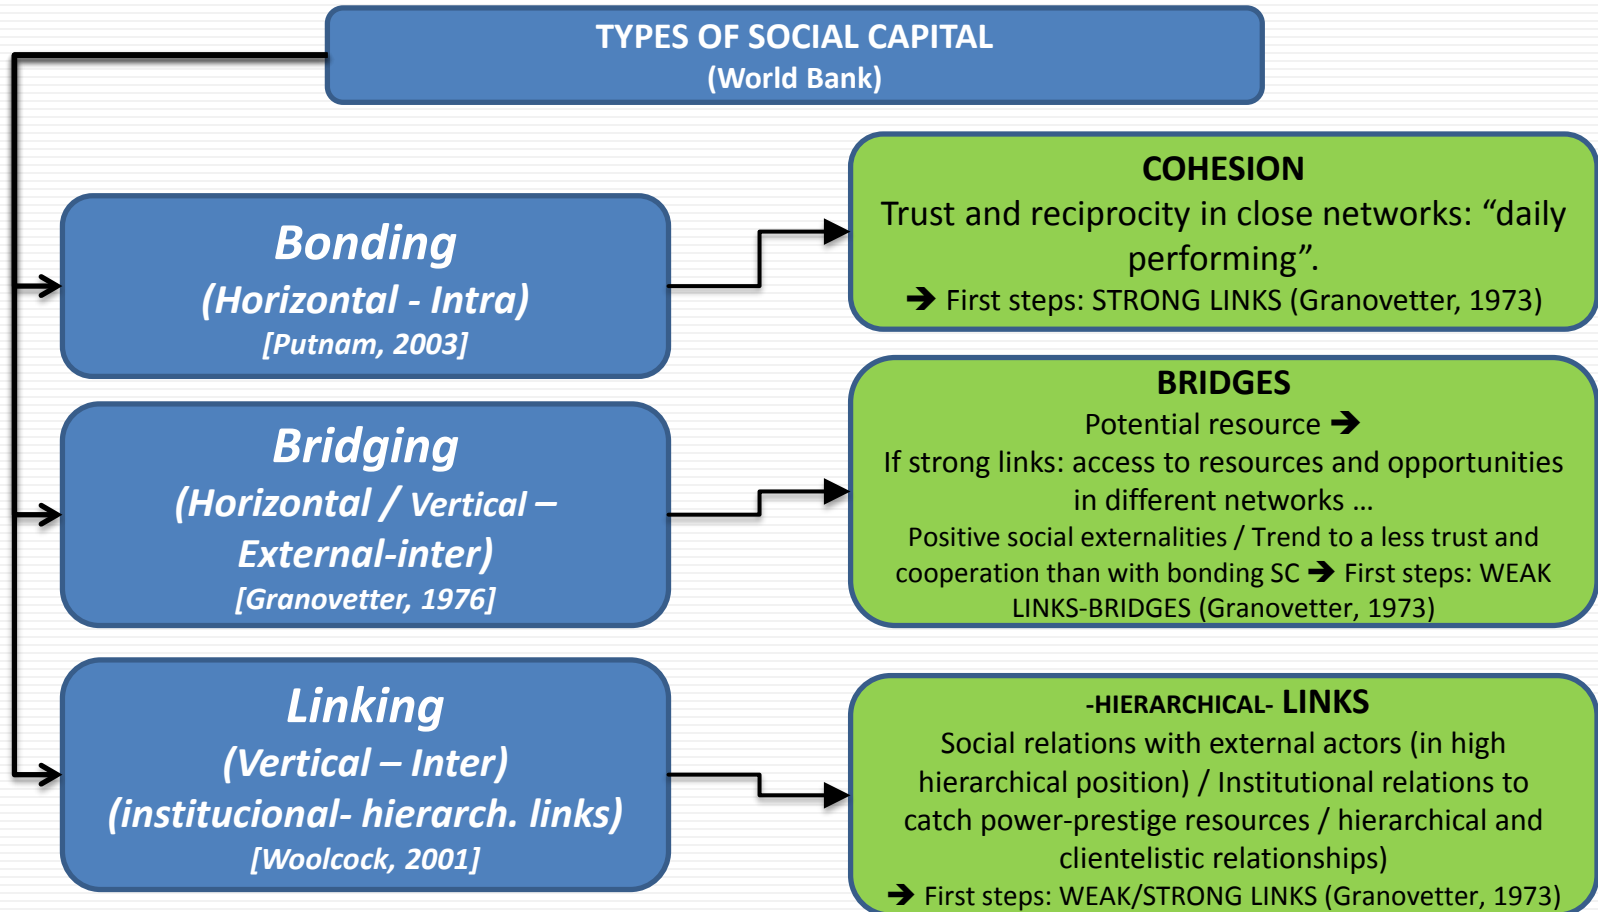 TYPES OF SOCIAL CAPITAL
(World Bank)
Bonding
(Horizontal - Intra)
[Putnam, 2003]
COHESION
Trust and reciprocity in close networks: “daily
performing”.
➔ First steps: STRONG LINKS (Granovetter, 1973)
Bridging
(Horizontal / Vertical –
External-inter)
[Granovetter, 1976]
BRIDGES
Potential resource ➔
If strong links: access to resources and opportunities
in different networks …
Positive social externalities / Trend to a less trust and
cooperation than with bonding SC ➔ First steps: WEAK
LINKS-BRIDGES (Granovetter, 1973)
Linking
(Vertical – Inter)
(institucional- hierarch. links)
[Woolcock, 2001]
-HIERARCHICAL- LINKS
Social relations with external actors (in high
hierarchical position) / Institutional relations to
catch power-prestige resources / hierarchical and
clientelistic relationships)
➔ First steps: WEAK/STRONG LINKS (Granovetter, 1973)